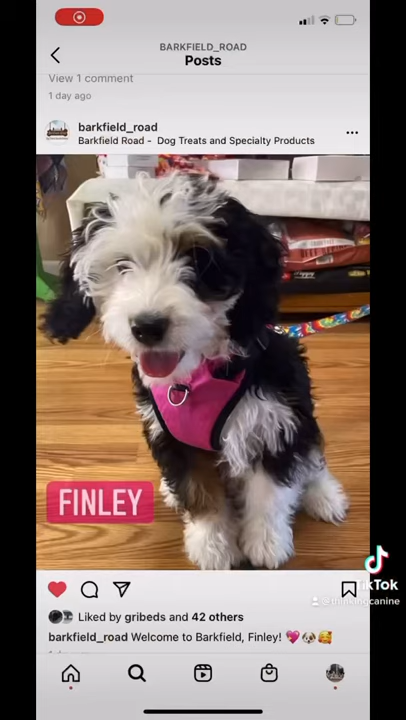 BARKFIELD_ROAD
Posts
View 1 comment
1 day ago
barkfield_road
Barkfield Road - Dog Treats and Specialty Products
FINLEY
TikTok
Liked by gribeds and 42 others
barkfield_road Welcome to Barkfield, Finley! 💖🐶🥰